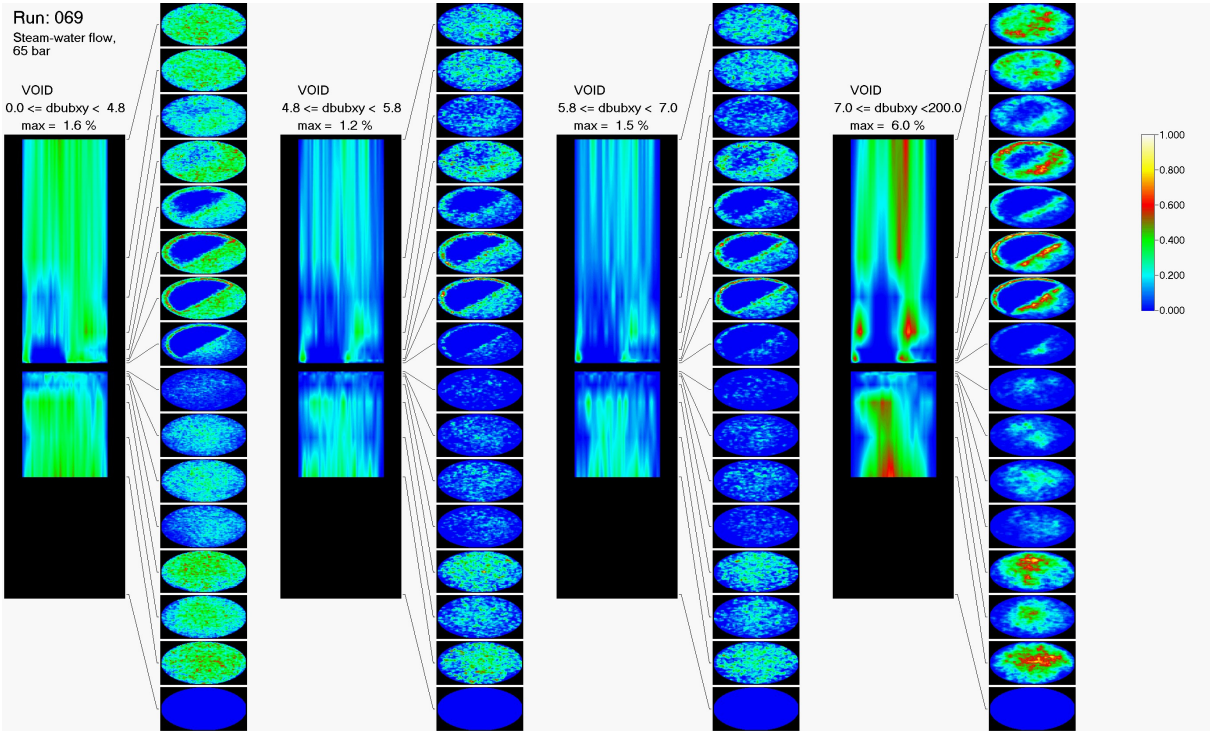 Run: 069
Steam-water flow,
65 bar
VOID
0.0 <= dbubxy < 4.8
max = 1.6 %
VOID
4.8 <= dbubxy < 5.8
max = 1.2 %
VOID
5.8 <= dbubxy < 7.0
max = 1.5 %
VOID
7.0 <= dbubxy <200.0
max = 6.0 %
1.000
0.800
0.600
0.400
0.200
0.000